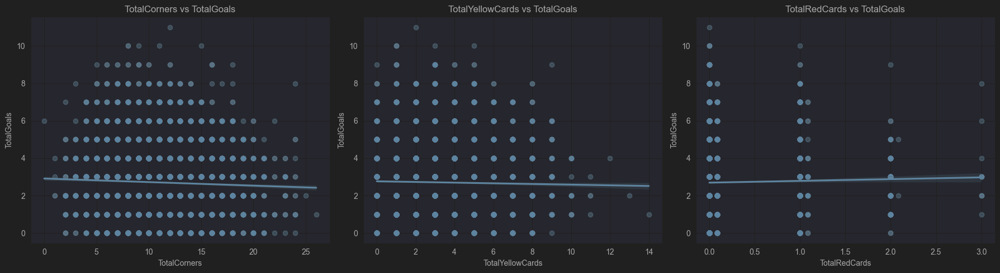 TotalCorners vs TotalGoals
10
8
6
4
2
0
TotalGoals
0 5 10 15 20 25
TotalCorners
TotalYellowCards vs TotalGoals
10
8
6
4
2
0
TotalGoals
0 2 4 6 8 10 12 14
TotalYellowCards
TotalRedCards vs TotalGoals
10
8
6
4
2
0
TotalGoals
0.0 0.5 1.0 1.5 2.0 2.5 3.0
TotalRedCards